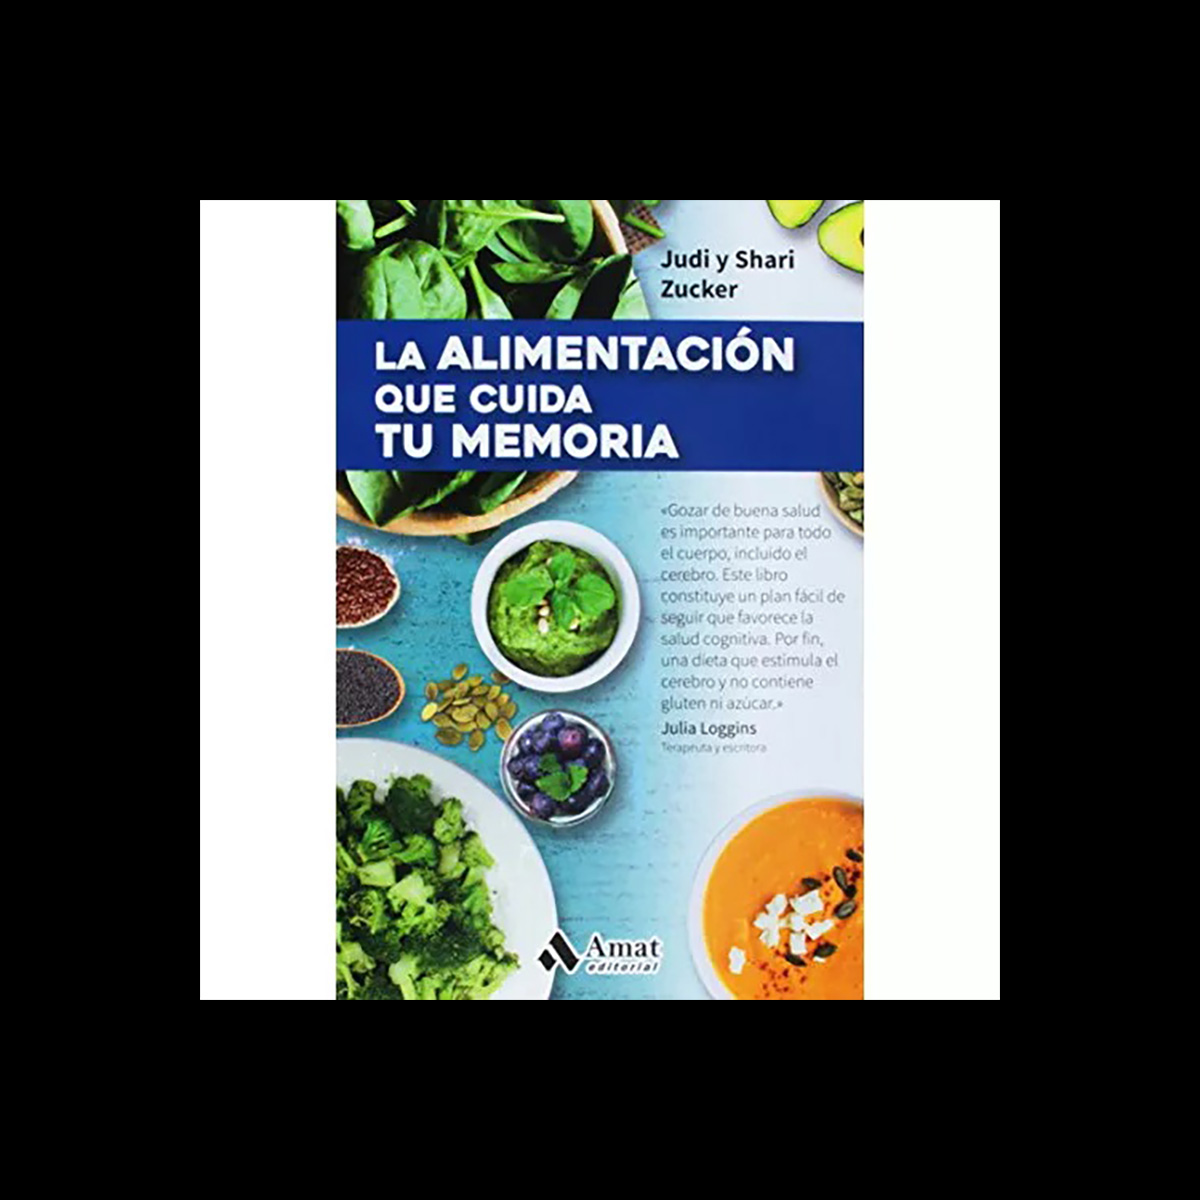 Judi y Shari
Zucker
LA ALIMENTACIÓN
QUE CUIDA
TU MEMORIA
«Gozar de buena salud
es importante para todo
el cuerpo, incluido el
cerebro. Este libro
constituye un plan fácil de
seguir que favorece la
salud cognitiva. Por fin,
una dieta que estimula el
cerebro y no contiene
gluten ni azúcar.»
Julia Loggins
Terapeuta y escritora
Amat
editorial